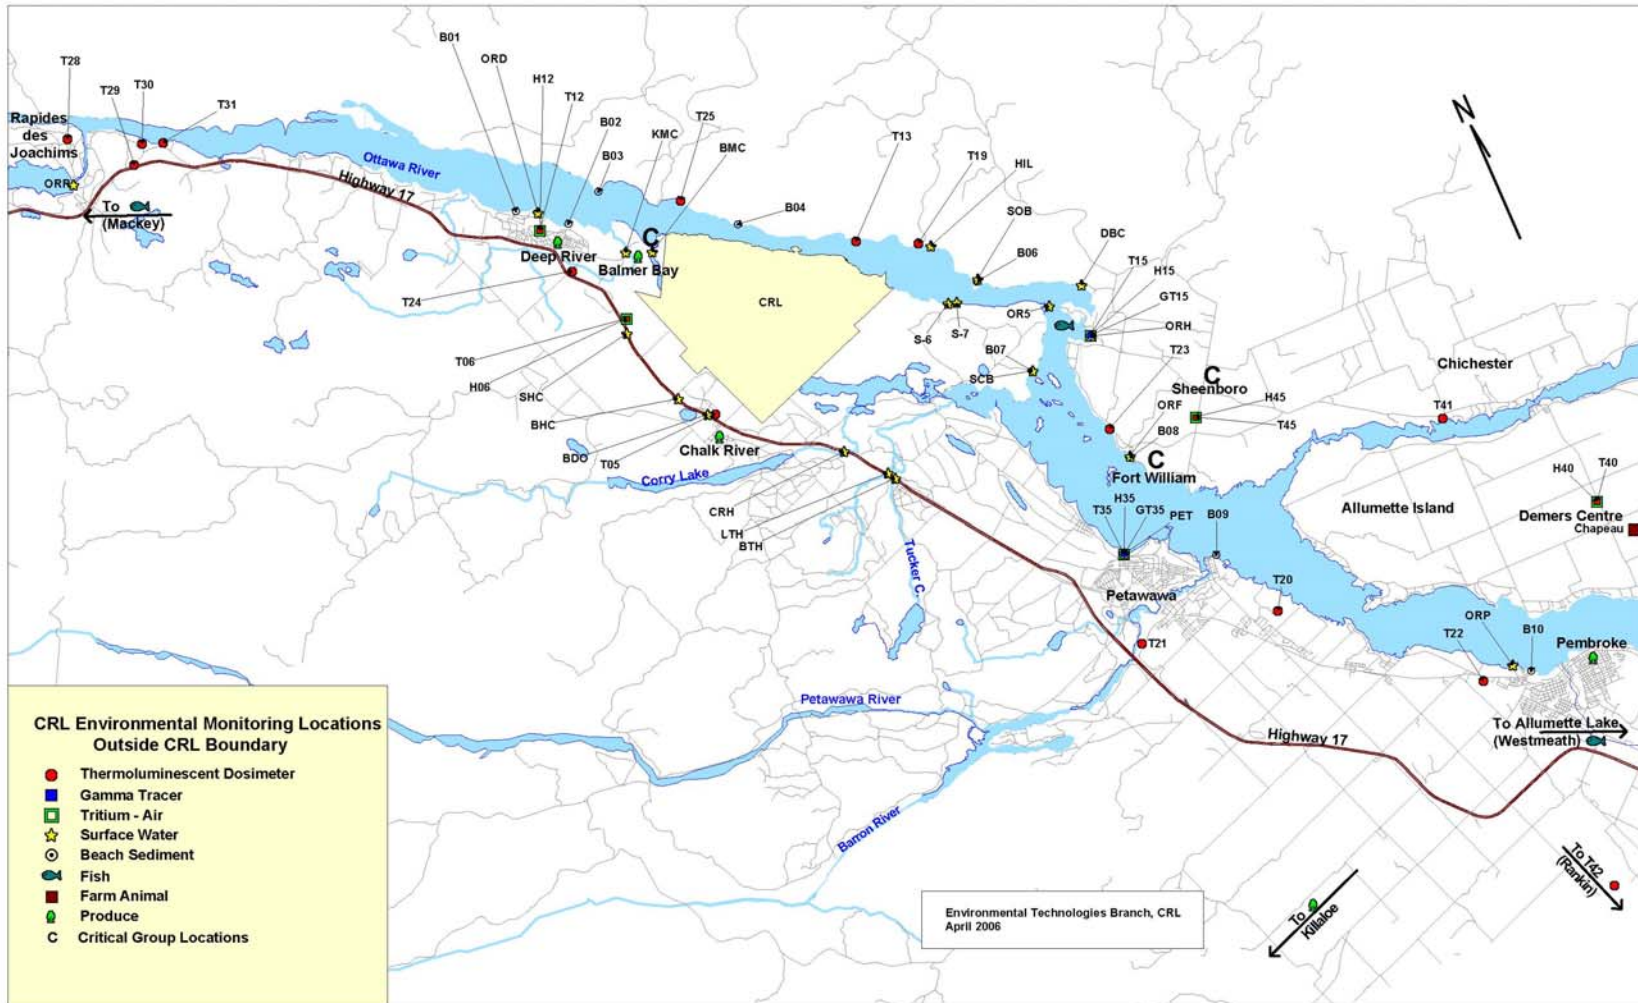 B01
ORD
H12
T12
T28
T29
T30
T31
B02
B03
KMC
T25
BMC
T13
T19
HIL
SOB
B06
DBC
T15
H15
GT15
ORH
T23
Rapides
des
Joachims
ORR
To
(Mackey)
Ottawa River
Highway 17
B04
C
Deep River
Balmer Bay
T24
CRL
OR5
S-6
S-7
B07
SCB
T06
H06
SHC
BHC
BDO
T05
Chalk River
Corry Lake
CRH
LTH
BTH
Tucker C.
C
Sheenboro
ORF
B08
H45
T45
C
Fort William
Chichester
T41
H40
T40
Allumette Island
Demers Centre
Chapeau
T35
H35
GT35
PET
B09
Petawawa
T20
T21
T22
ORP
B10
Pembroke
Petawawa River
Barron River
Highway 17
To Allumette Lake
(Westmeath)
To T42
(Rankin)
To
Killaloe
CRL Environmental Monitoring Locations
Outside CRL Boundary
Thermoluminescent Dosimeter
Gamma Tracer
Tritium - Air
Surface Water
Beach Sediment
Fish
Farm Animal
Produce
C Critical Group Locations
Environmental Technologies Branch, CRL
April 2006
N